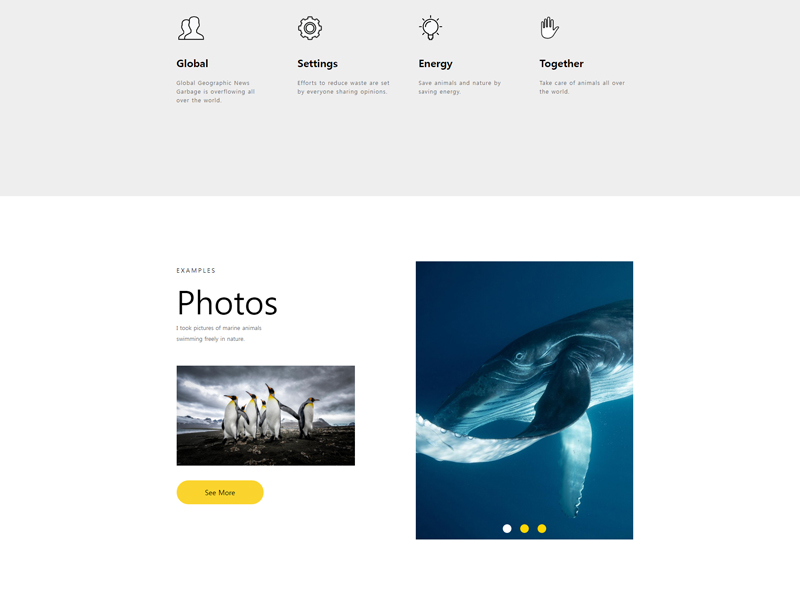 Global
Settings
Energy
Together
Global Geographic News
Garbage is overflowing all
over the world.
Efforts to reduce waste are set
by everyone sharing opinions.
Save animals and nature by
saving energy.
Take care of animals all over
the world.
EXAMPLES
Photos
I took pictures of marine animals
swimming freely in nature.
See More